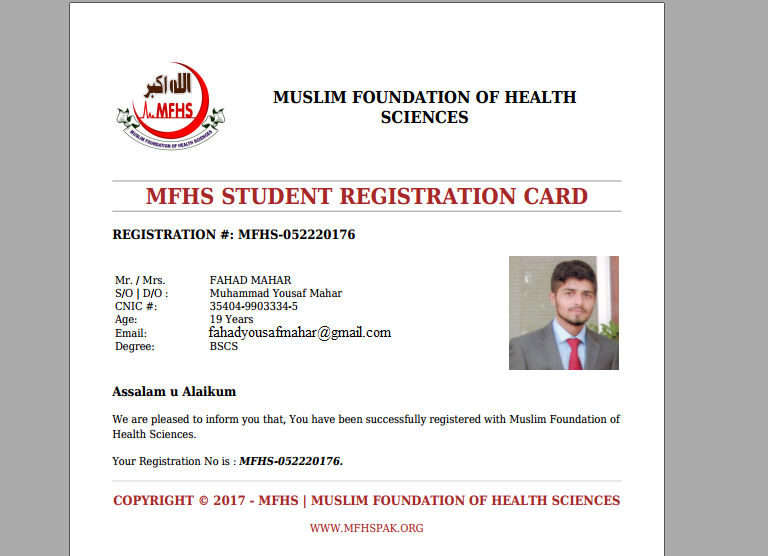 الله اكبر
MFHS
MUSLIM FOUNDATION OF HEALTH SCIENCES
MUSLIM FOUNDATION OF HEALTH
SCIENCES
MFHS STUDENT REGISTRATION CARD
REGISTRATION #: MFHS-052220176
Mr. / Mrs. FAHAD MAHAR
S/O | D/O : Muhammad Yousaf Mahar
CNIC #: 35404-9903334-5
Age: 19 Years
Email: fahadyousafmahar@gmail.com
Degree: BSCS
Assalam u Alaikum
We are pleased to inform you that, You have been successfully registered with Muslim Foundation of
Health Sciences.
Your Registration No is : MFHS-052220176.
COPYRIGHT © 2017 - MFHS | MUSLIM FOUNDATION OF HEALTH SCIENCES
WWW.MFHSPAK.ORG